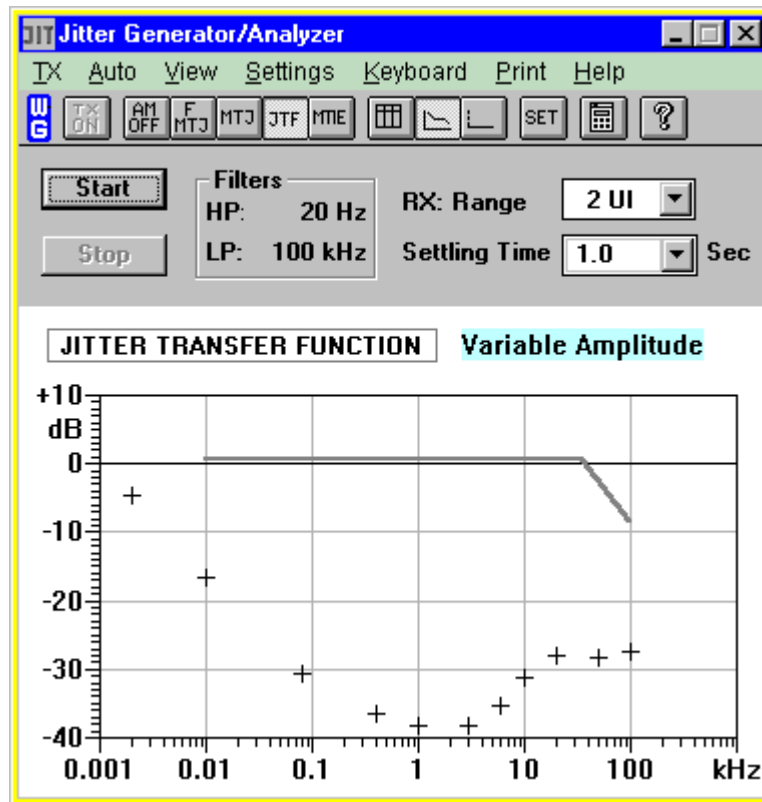 JIT Jitter Generator/Analyzer
TX Auto View Settings Keyboard Print Help
WG TX ON AM OFF F MTJ MTJ JTF MTIE SET ?
Start
Stop
Filters
HP: 20 Hz
LP: 100 kHz
RX: Range 2 UI
Settling Time 1.0 Sec
JITTER TRANSFER FUNCTION Variable Amplitude
+10
dB
0
-10
-20
-30
-40
0.001 0.01 0.1 1 10 100 kHz